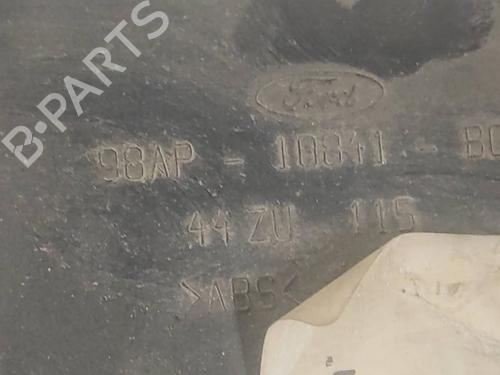 B-PARTS
Ford
98AP - 10841 - BC
44 ZU 115
>ABS<